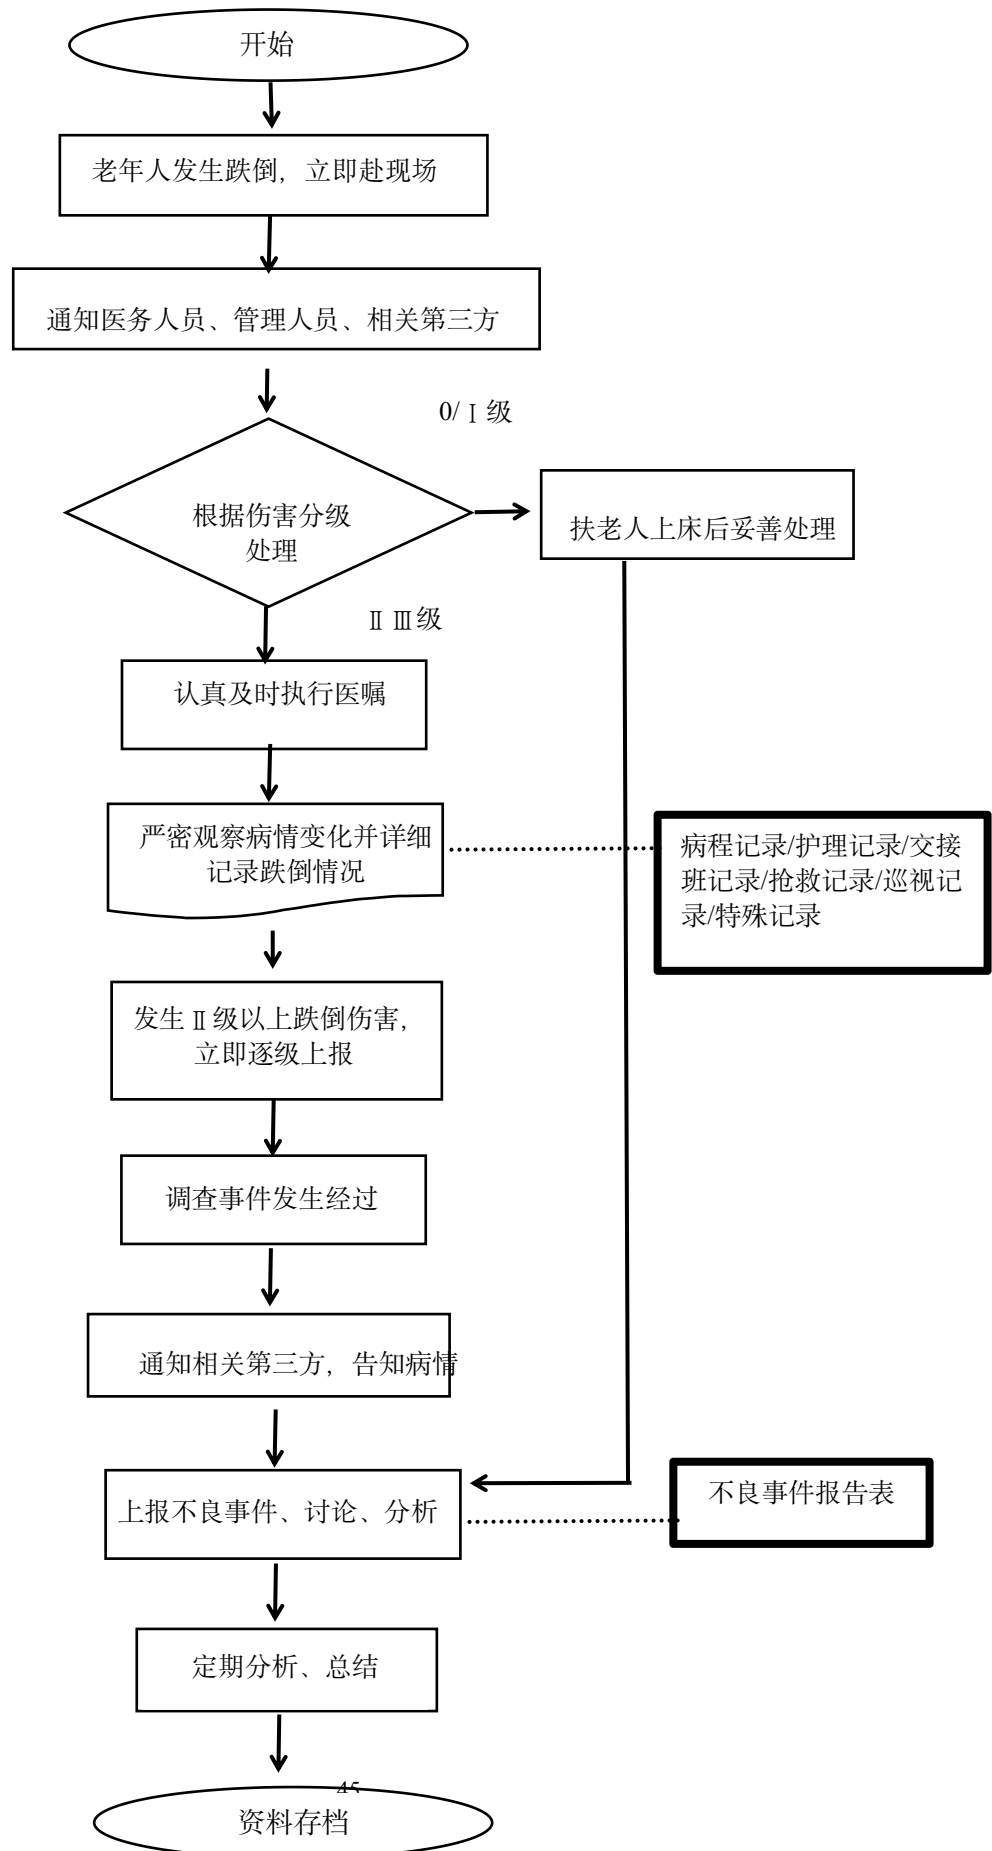 开始
老年人发生跌倒，立即赴现场
通知医务人员、管理人员、相关第三方
0/Ⅰ级
根据伤害分级
处理
扶老人上床后妥善处理
ⅡⅢ级
认真及时执行医嘱
严密观察病情变化并详细
记录跌倒情况
病程记录/护理记录/交接
班记录/抢救记录/巡视记
录/特殊记录
发生Ⅱ级以上跌倒伤害，
立即逐级上报
调查事件发生经过
通知相关第三方，告知病情
上报不良事件、讨论、分析
不良事件报告表
定期分析、总结
45
资料存档